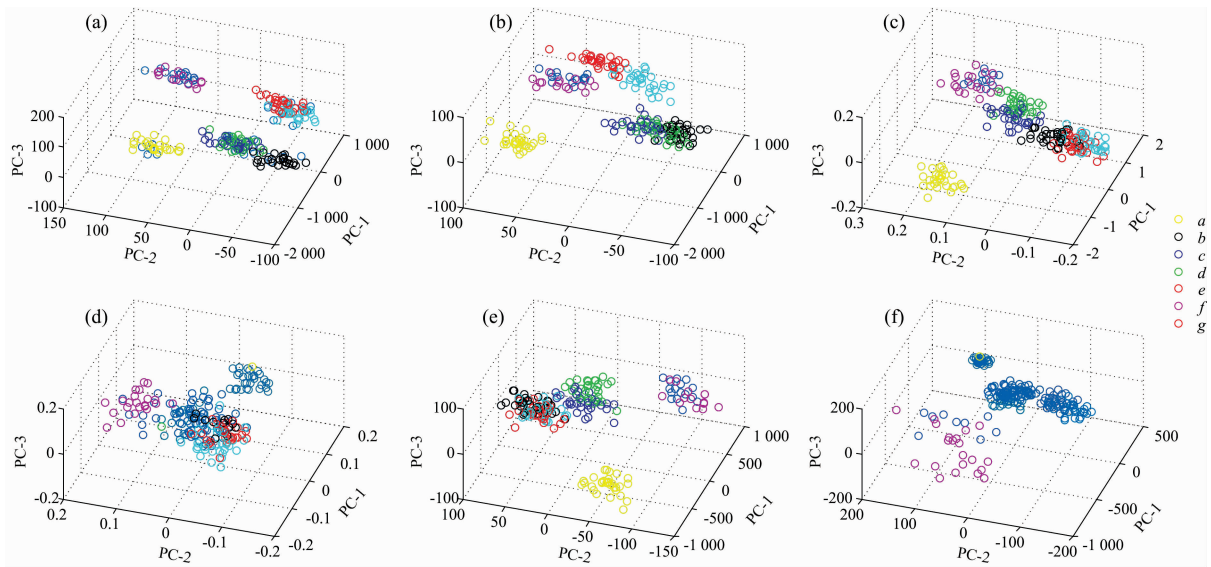 (a)
200
100
0
-100
PC-3
150
100
50
0
-50
-100
PC-2
-2 000
-1 000
0
1 000
PC-1
(b)
100
0
-100
PC-3
50
0
-50
-100
PC-2
-2 000
-1 000
0
1 000
PC-1
(c)
0.2
0
-0.2
PC-3
0.3
0.2
0.1
0
-0.1
-0.2
PC-2
-2
-1
0
1
2
PC-1
a
b
c
d
e
f
g
(d)
0.2
0
-0.2
PC-3
0.2
0.1
0
-0.1
-0.2
PC-2
-0.2
-0.1
0
0.1
0.2
PC-1
(e)
100
0
-100
PC-3
100
50
0
-50
-100
-150
PC-2
-1 000
-500
0
500
1 000
PC-1
(f)
200
0
-200
PC-3
200
100
0
-100
-200
PC-2
-1 000
-500
0
500
PC-1